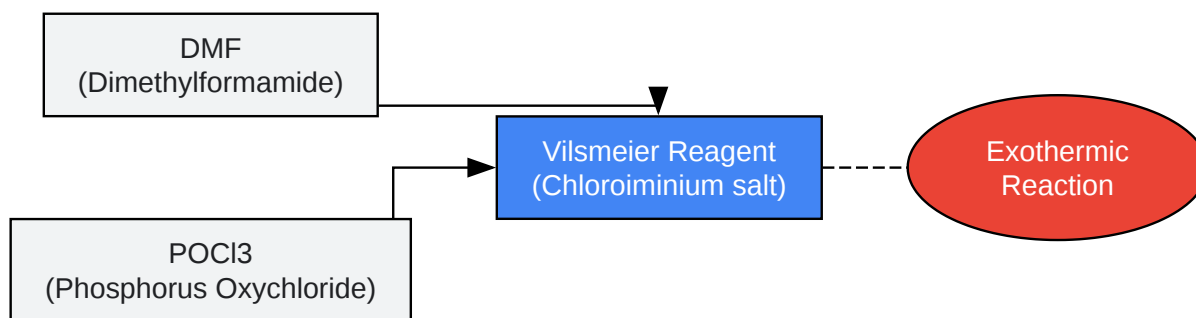 DMF
(Dimethylformamide)
Vilsmeier Reagent
(Chloroiminium salt)
Exothermic
Reaction
POCl3
(Phosphorus Oxychloride)